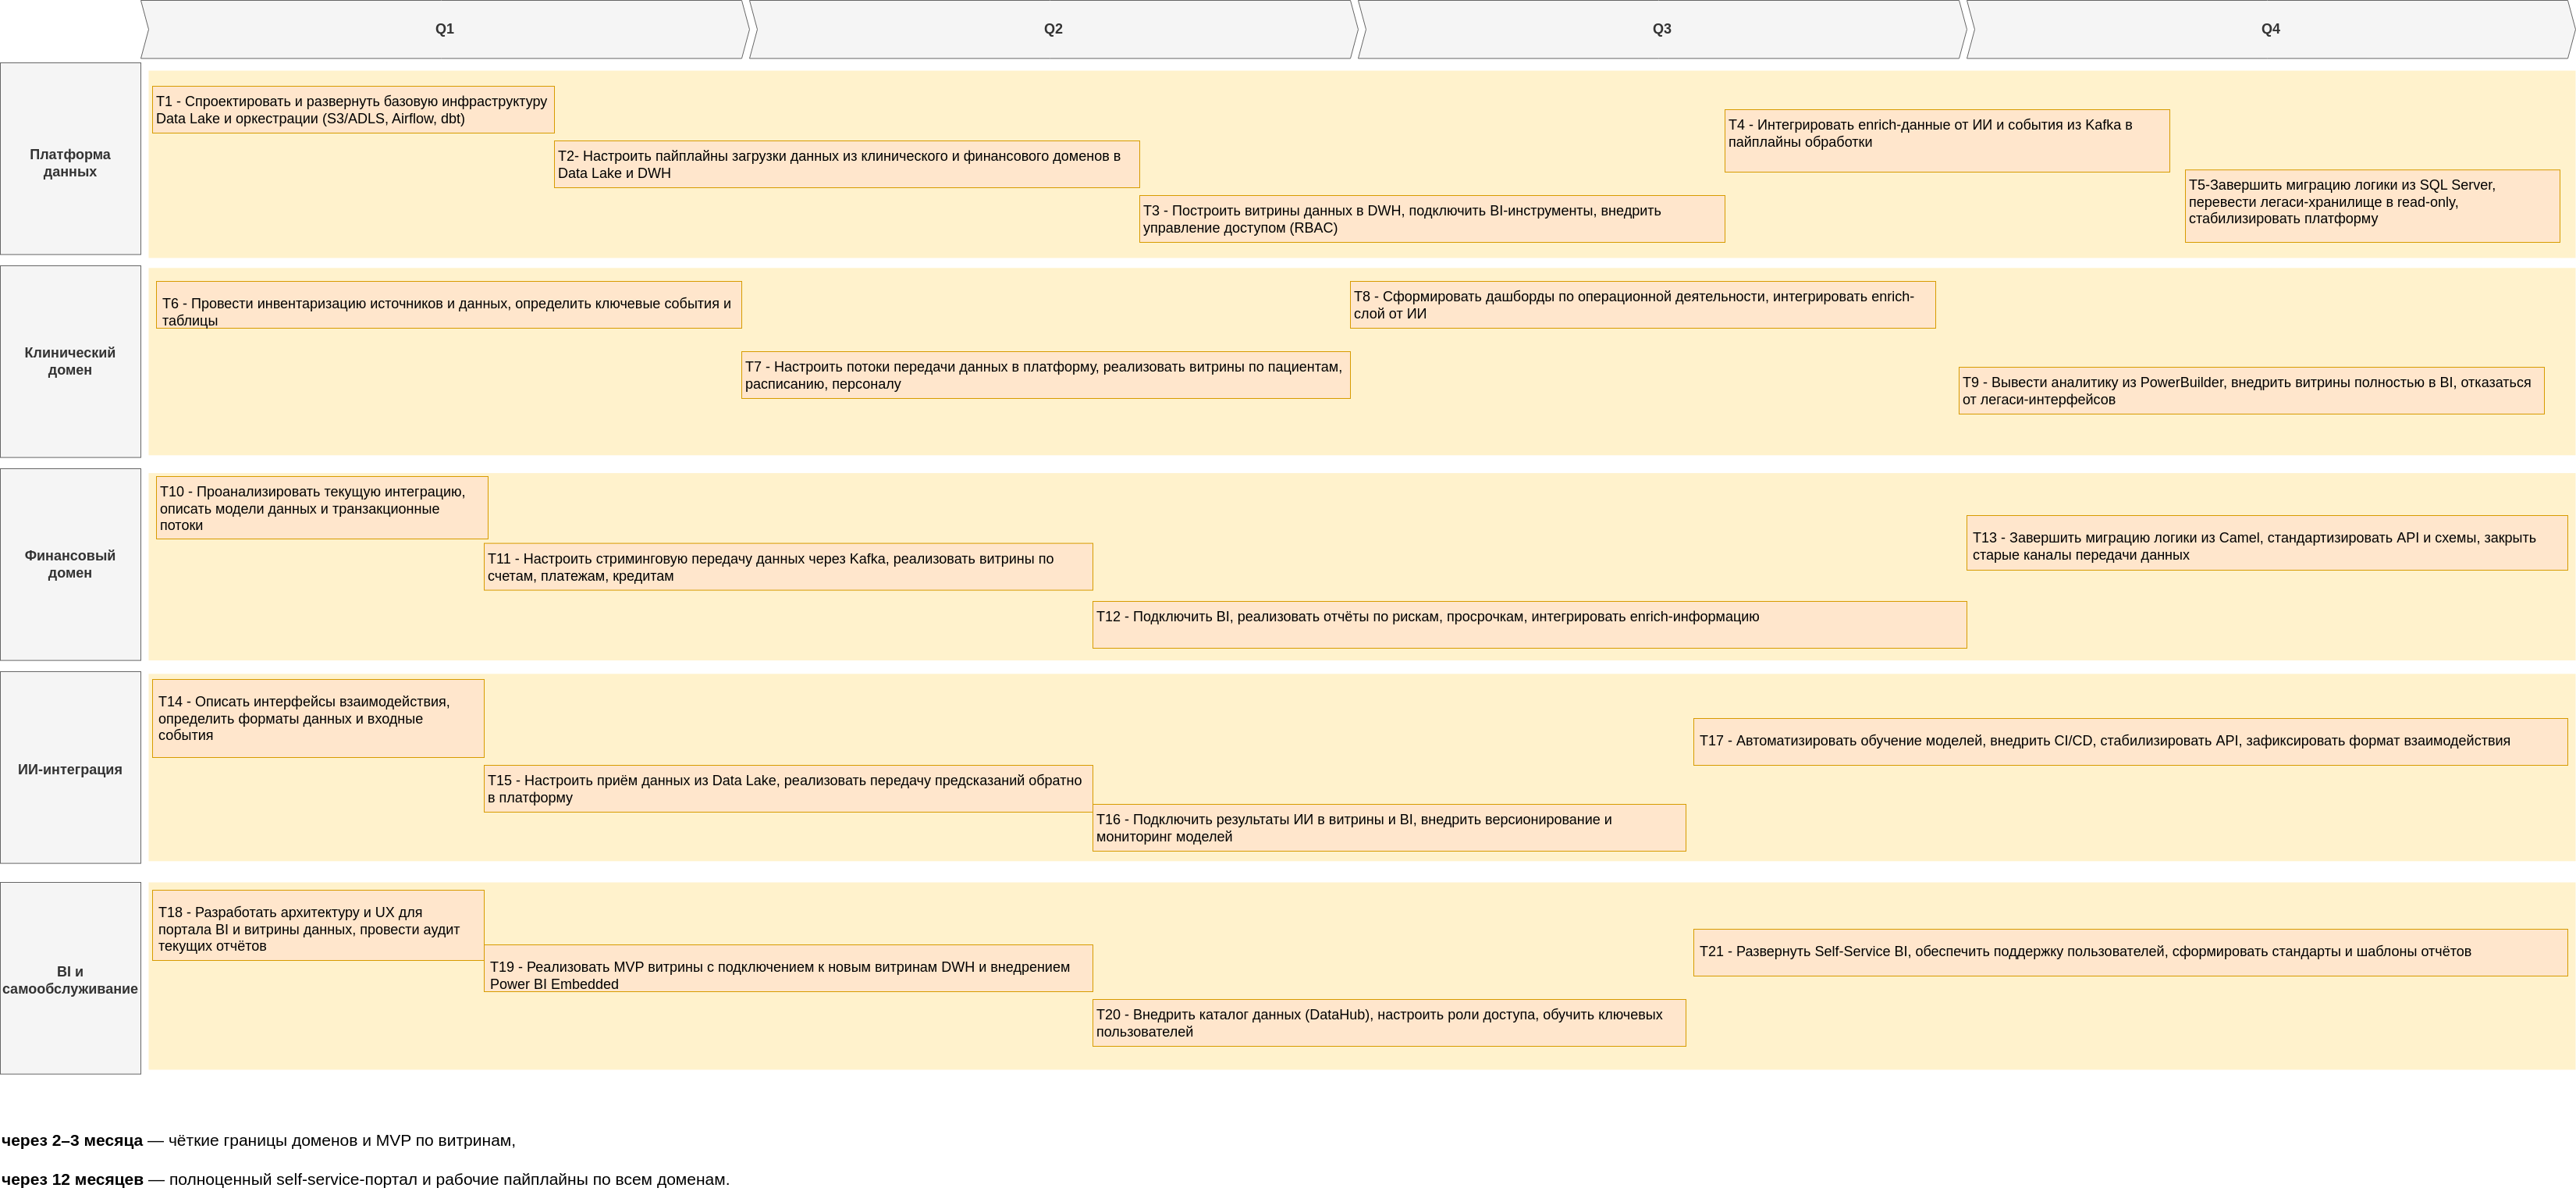 Q1
Q2
Q3
Q4
Платформа
данных
T1 - Спроектировать и развернуть базовую инфраструктуру
Data Lake и оркестрации (S3/ADLS, Airflow, dbt)
T2- Настроить пайплайны загрузки данных из клинического и финансового доменов в
Data Lake и DWH
T3 - Построить витрины данных в DWH, подключить BI-инструменты, внедрить
управление доступом (RBAC)
T4 - Интегрировать enrich-данные от ИИ и события из Kafka в
пайплайны обработки
T5-Завершить миграцию логики из SQL Server,
перевести легаси-хранилище в read-only,
стабилизировать платформу
Клинический
домен
T6 - Провести инвентаризацию источников и данных, определить ключевые события и
таблицы
T7 - Настроить потоки передачи данных в платформу, реализовать витрины по пациентам,
расписанию, персоналу
T8 - Сформировать дашборды по операционной деятельности, интегрировать enrich-
слой от ИИ
T9 - Вывести аналитику из PowerBuilder, внедрить витрины полностью в BI, отказаться
от легаси-интерфейсов
Финансовый
домен
T10 - Проанализировать текущую интеграцию,
описать модели данных и транзакционные
потоки
T11 - Настроить стриминговую передачу данных через Kafka, реализовать витрины по
счетам, платежам, кредитам
T12 - Подключить BI, реализовать отчёты по рискам, просрочкам, интегрировать enrich-информацию
T13 - Завершить миграцию логики из Camel, стандартизировать API и схемы, закрыть
старые каналы передачи данных
ИИ-интеграция
T14 - Описать интерфейсы взаимодействия,
определить форматы данных и входные
события
T15 - Настроить приём данных из Data Lake, реализовать передачу предсказаний обратно
в платформу
T16 - Подключить результаты ИИ в витрины и BI, внедрить версионирование и
мониторинг моделей
T17 - Автоматизировать обучение моделей, внедрить CI/CD, стабилизировать API, зафиксировать формат взаимодействия
BI и
самообслуживание
T18 - Разработать архитектуру и UX для
портала BI и витрины данных, провести аудит
текущих отчётов
T19 - Реализовать MVP витрины с подключением к новым витринам DWH и внедрением
Power BI Embedded
T20 - Внедрить каталог данных (DataHub), настроить роли доступа, обучить ключевых
пользователей
T21 - Развернуть Self-Service BI, обеспечить поддержку пользователей, сформировать стандарты и шаблоны отчётов
через 2–3 месяца — чёткие границы доменов и MVP по витринам,
через 12 месяцев — полноценный self-service-портал и рабочие пайплайны по всем доменам.